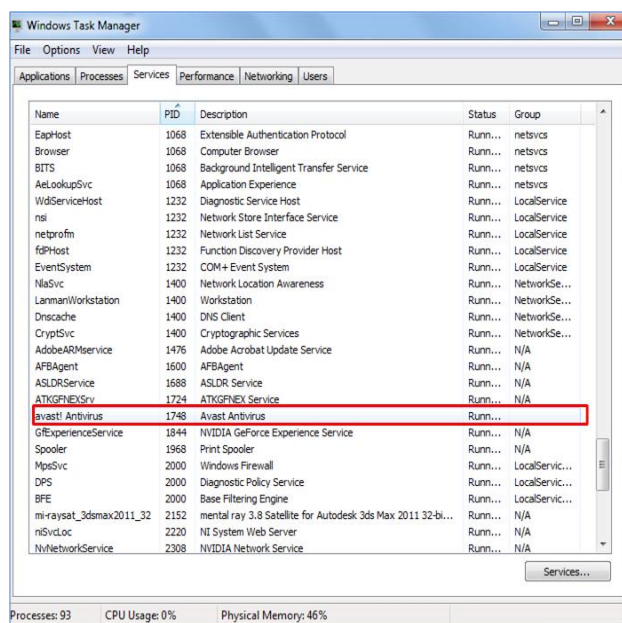 Windows Task Manager
File Options View Help
Applications Processes Services Performance Networking Users
Name PID Description Status Group
EapHost 1068 Extensible Authentication Protocol Runn... netsvcs
Browser 1068 Computer Browser Runn... netsvcs
BITS 1068 Background Intelligent Transfer Service Runn... netsvcs
AeLookupSvc 1068 Application Experience Runn... netsvcs
WdiServiceHost 1232 Diagnostic Service Host Runn... LocalService
nsi 1232 Network Store Interface Service Runn... LocalService
netprofm 1232 Network List Service Runn... LocalService
fdPHost 1232 Function Discovery Provider Host Runn... LocalService
EventSystem 1232 COM+ Event System Runn... LocalService
NlaSvc 1400 Network Location Awareness Runn... NetworkSe...
LanmanWorkstation 1400 Workstation Runn... NetworkSe...
Dnscache 1400 DNS Client Runn... NetworkSe...
CryptSvc 1400 Cryptographic Services Runn... NetworkSe...
AdobeARMservice 1476 Adobe Acrobat Update Service Runn... N/A
AFBAgent 1600 AFBAgent Runn... N/A
ASLDRService 1688 ASLDR Service Runn... N/A
ATKGFNEXSrv 1724 ATKGFNEX Service Runn... N/A
avast! Antivirus 1748 Avast Antivirus Runn...
GfExperienceService 1844 NVIDIA GeForce Experience Service Runn... N/A
Spooler 1968 Print Spooler Runn... N/A
MpsSvc 2000 Windows Firewall Runn... LocalServic...
DPS 2000 Diagnostic Policy Service Runn... LocalServic...
BFE 2000 Base Filtering Engine Runn... LocalServic...
mi-raysat_3dsmax2011_32 2152 mental ray 3.8 Satellite for Autodesk 3ds Max 2011 32-bi... Runn... N/A
niSvcLoc 2220 NI System Web Server Runn... N/A
NvNetworkService 2308 NVIDIA Network Service Runn... N/A
Services...
Processes: 93 CPU Usage: 0% Physical Memory: 46%